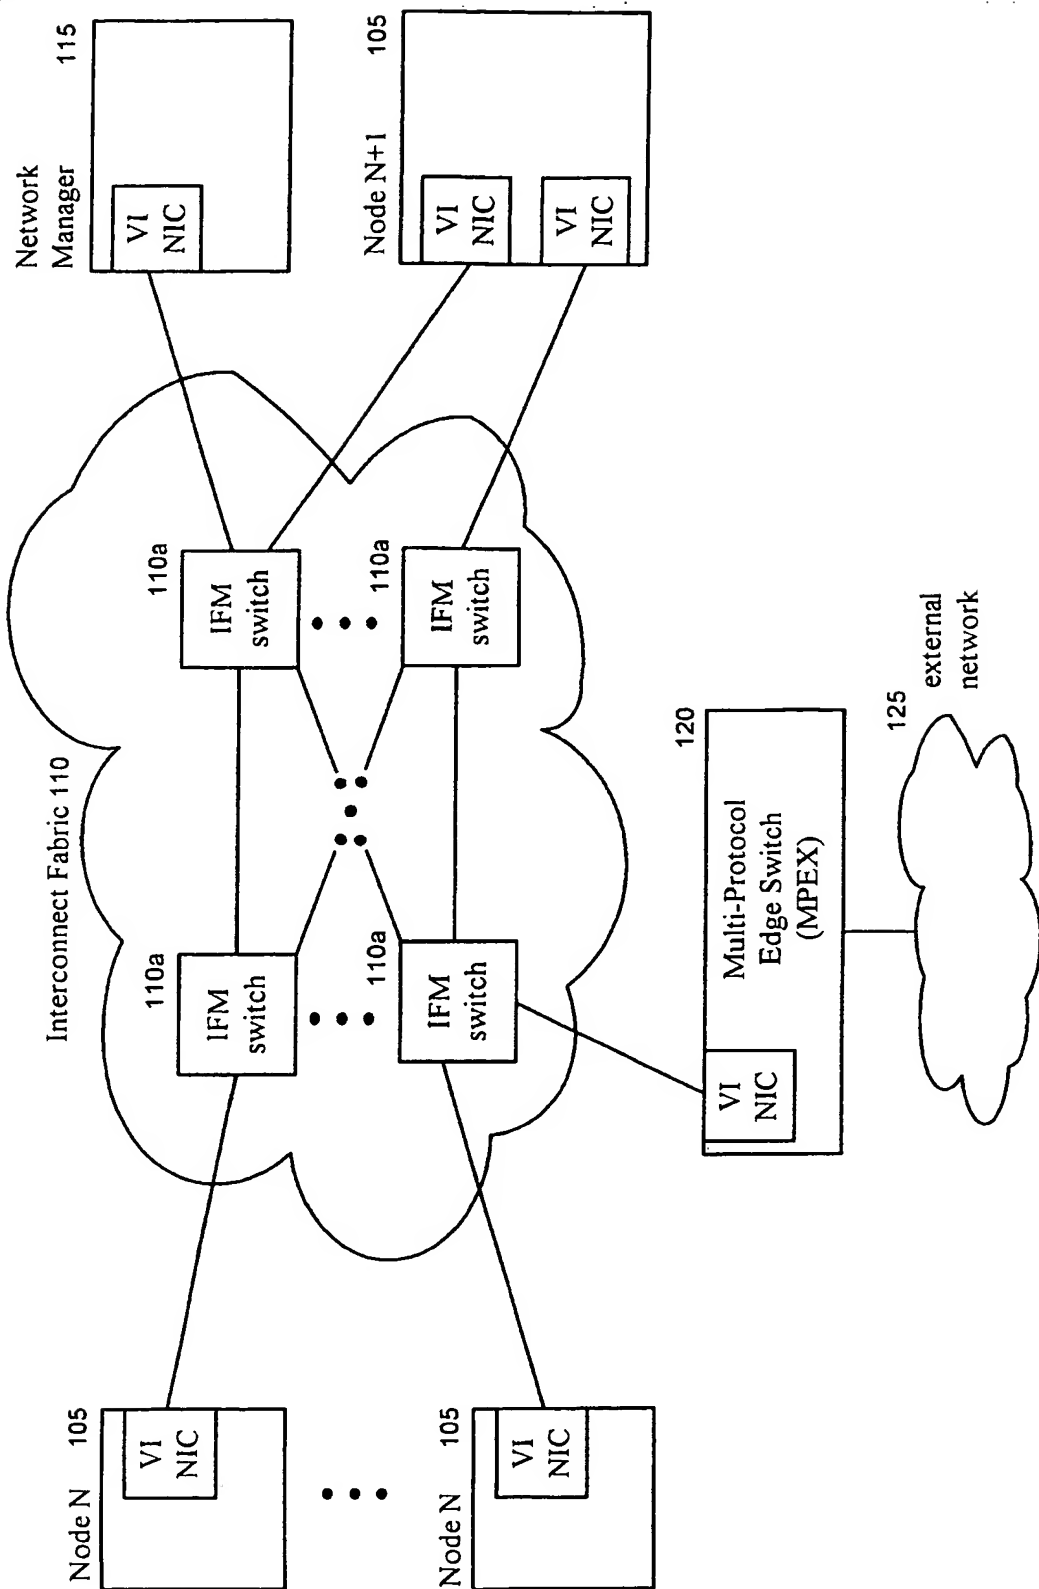 Network
Manager
115
VI
NIC
Node N+1
105
VI
NIC
VI
NIC
Interconnect Fabric 110
110a
IFM
switch
110a
IFM
switch
110a
IFM
switch
110a
IFM
switch
Node N
105
VI
NIC
Node N
105
VI
NIC
120
Multi-Protocol
Edge Switch
(MPEX)
VI
NIC
125
external
network